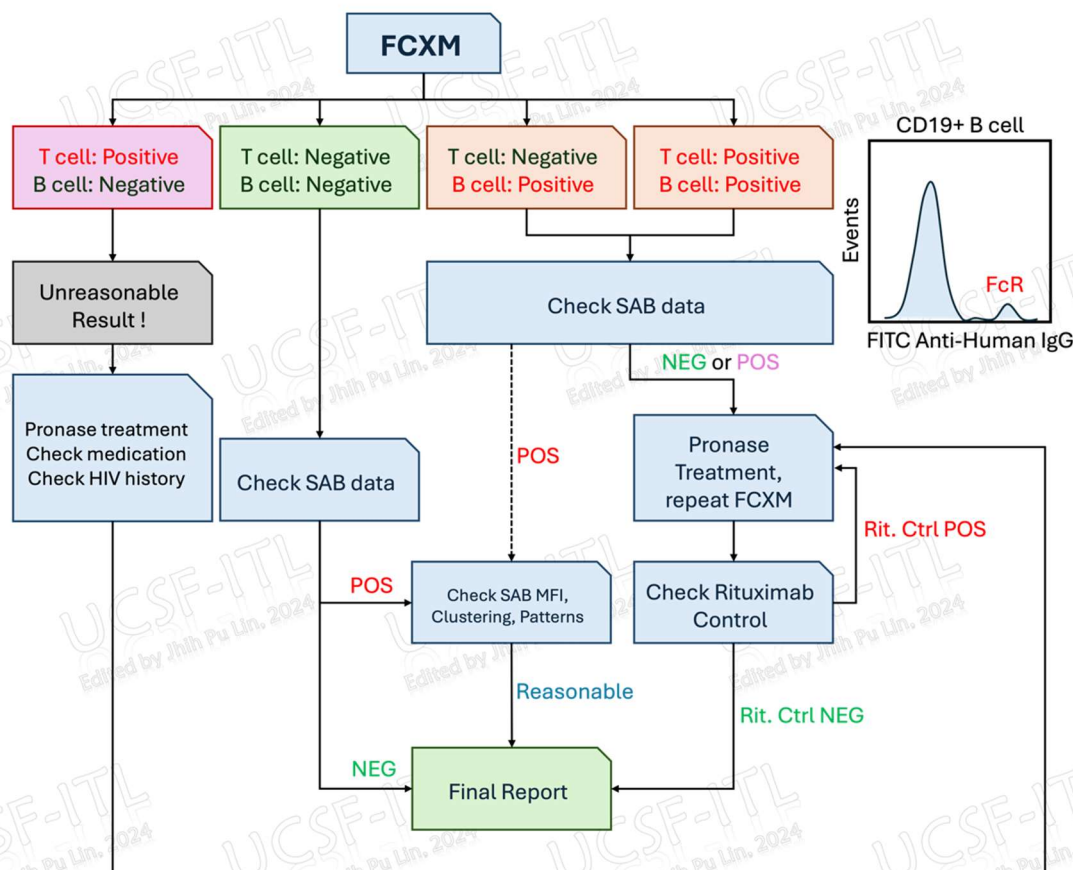 FCXM
T cell: Positive
B cell: Negative
T cell: Negative
B cell: Negative
T cell: Negative
B cell: Positive
T cell: Positive
B cell: Positive
CD19+ B cell
Events
FcR
FITC Anti-Human IgG
Unreasonable
Result !
Check SAB data
NEG or POS
Pronase treatment
Check medication
Check HIV history
Check SAB data
POS
Pronase
Treatment,
repeat FCXM
Rit. Ctrl POS
POS
Check SAB MFI,
Clustering, Patterns
Check Rituximab
Control
Reasonable
Rit. Ctrl NEG
NEG
Final Report
UCSF-ITL
Edited by Jhih Pu Lin, 2024